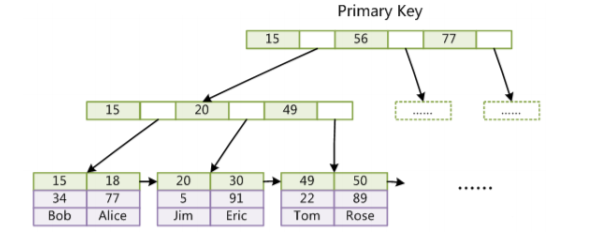 Primary Key
15 56 77
15 20 49 ...... ......
15 18 20 30 49 50
34 77 5 91 22 89 ......
Bob Alice Jim Eric Tom Rose